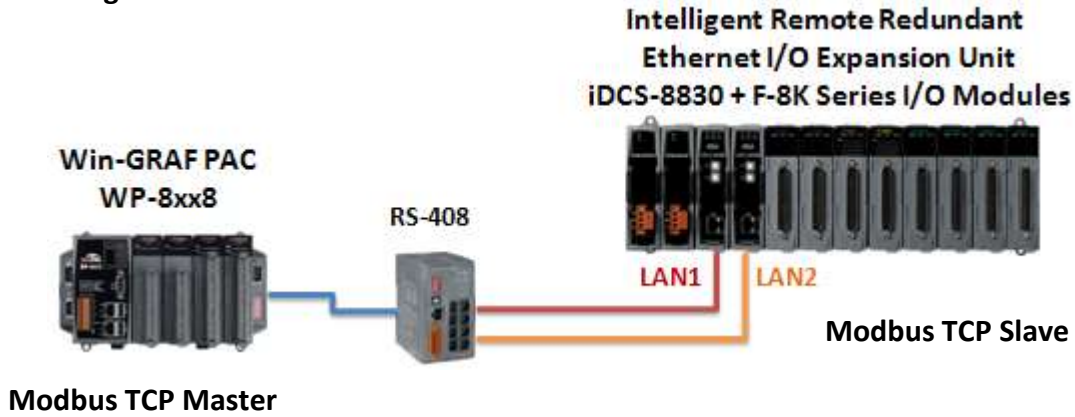 Intelligent Remote Redundant
Ethernet I/O Expansion Unit
iDCS-8830 + F-8K Series I/O Modules
Win-GRAF PAC
WP-8xx8
RS-408
LAN1
LAN2
Modbus TCP Slave
Modbus TCP Master